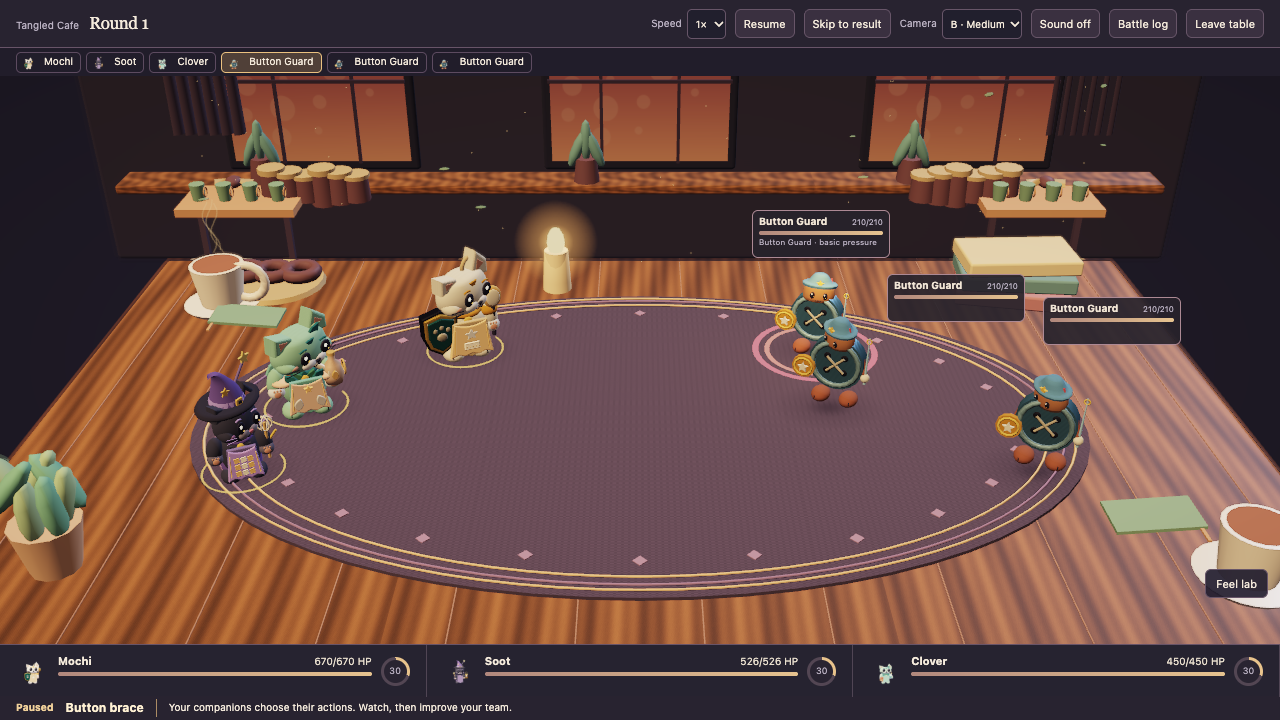 Tangled Cafe Round 1
Speed 1x Resume Skip to result Camera B · Medium Sound off Battle log Leave table
Mochi Soot Clover Button Guard Button Guard Button Guard
Button Guard 210/210
Button Guard · basic pressure
Button Guard 210/210
Button Guard 210/210
Feel lab
Mochi 670/670 HP 30
Soot 526/526 HP 30
Clover 450/450 HP 30
Paused Button brace Your companions choose their actions. Watch, then improve your team.